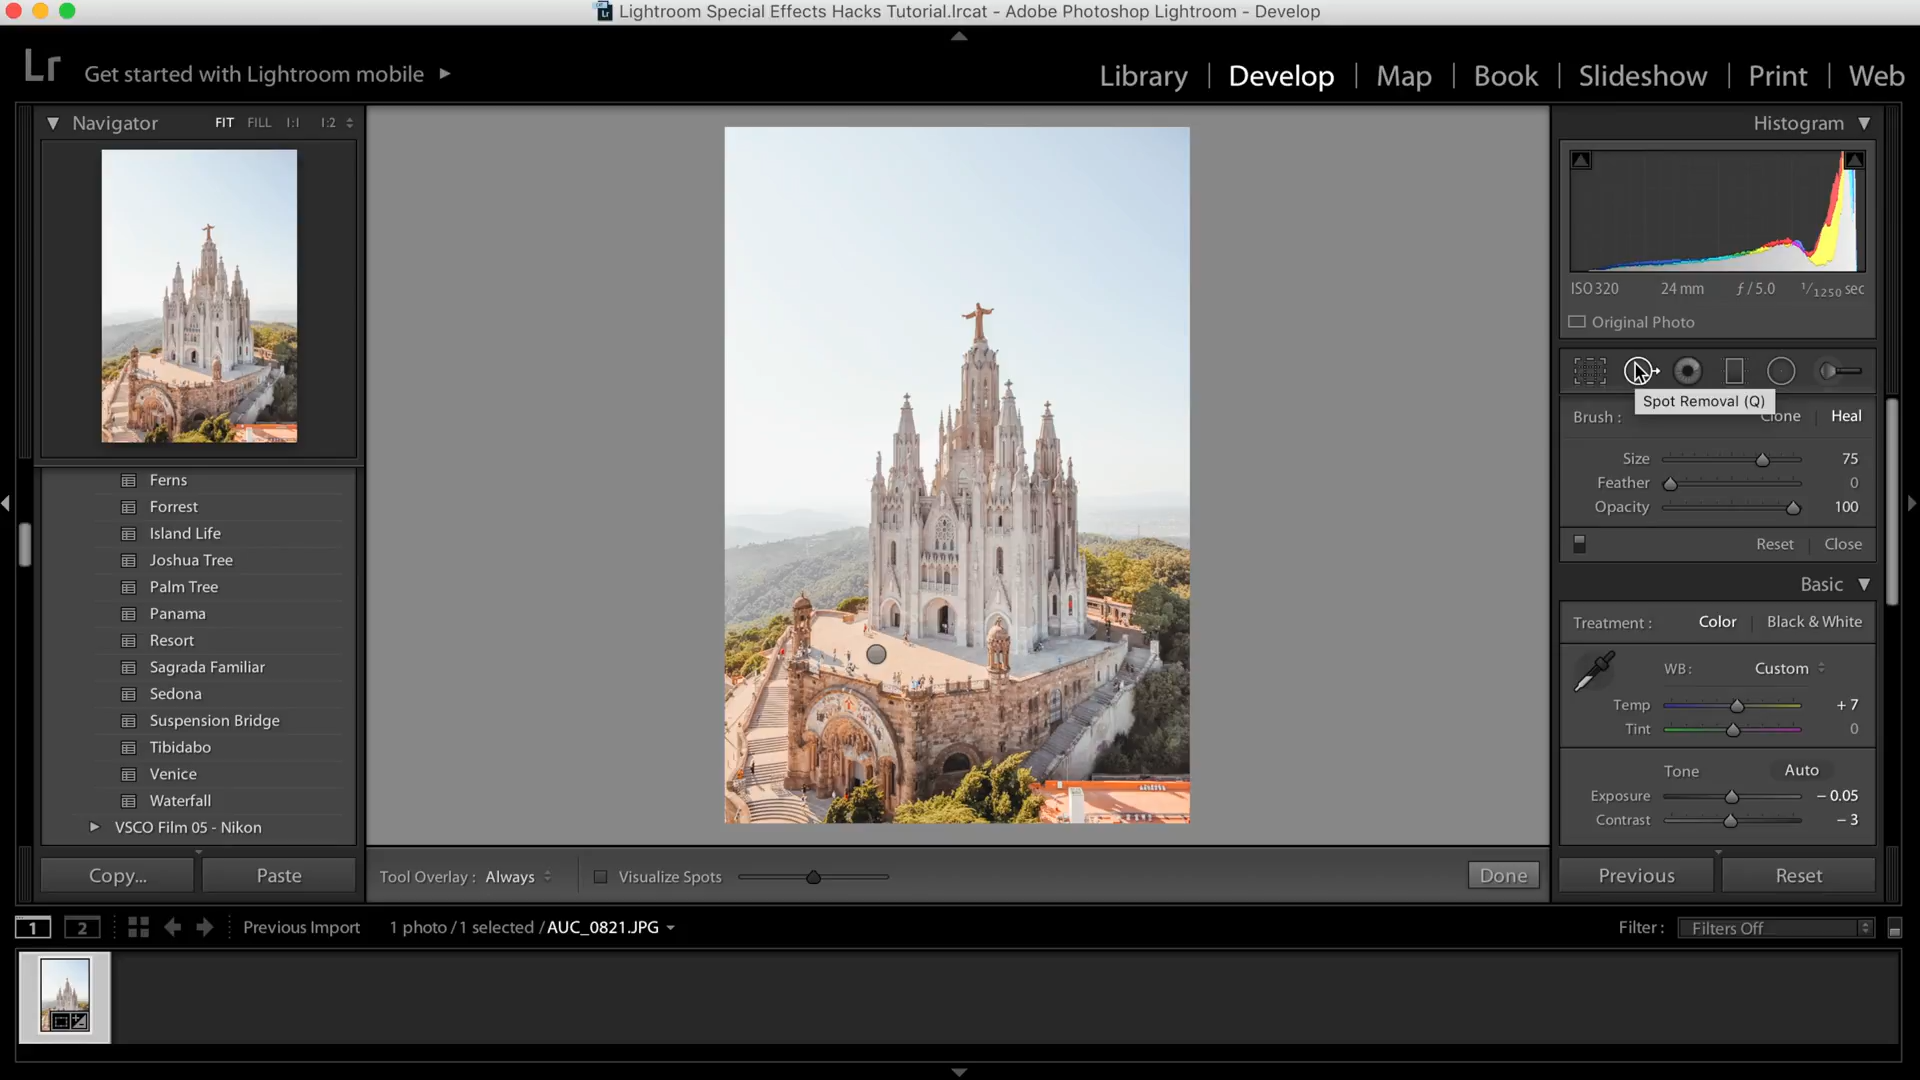 Lightroom Special Effects Hacks Tutorial.lrcat - Adobe Photoshop Lightroom - Develop
Lr Get started with Lightroom mobile
Library | Develop | Map | Book | Slideshow | Print | Web
Navigator FIT FILL 1:1 1:2
Histogram
ISO 320 24 mm ƒ / 5.0 1/1250 sec
Original Photo
Spot Removal (Q)
Brush : Clone | Heal
Size 75
Feather 0
Opacity 100
Reset | Close
Basic
Treatment : Color | Black & White
WB : Custom
Temp + 7
Tint 0
Tone Auto
Exposure – 0.05
Contrast – 3
Ferns
Forrest
Island Life
Joshua Tree
Palm Tree
Panama
Resort
Sagrada Familiar
Sedona
Suspension Bridge
Tibidabo
Venice
Waterfall
VSCO Film 05 - Nikon
Copy... Paste
Tool Overlay : Always Visualize Spots Done
Previous Reset
1 2 Previous Import 1 photo / 1 selected / AUC_0821.JPG Filter : Filters Off